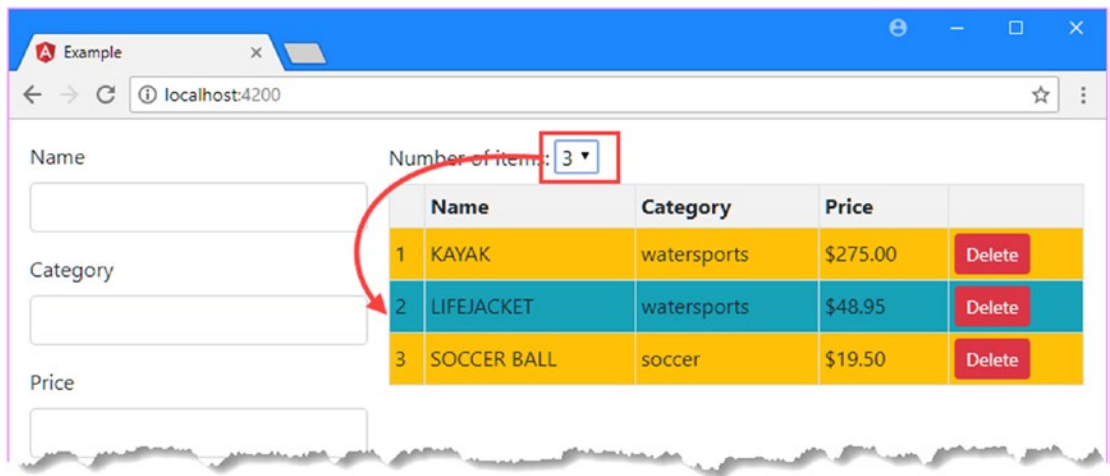 Example
localhost:4200
Name
Category
Price
Number of items: 3
Name Category Price
1 KAYAK watersports $275.00 Delete
2 LIFEJACKET watersports $48.95 Delete
3 SOCCER BALL soccer $19.50 Delete